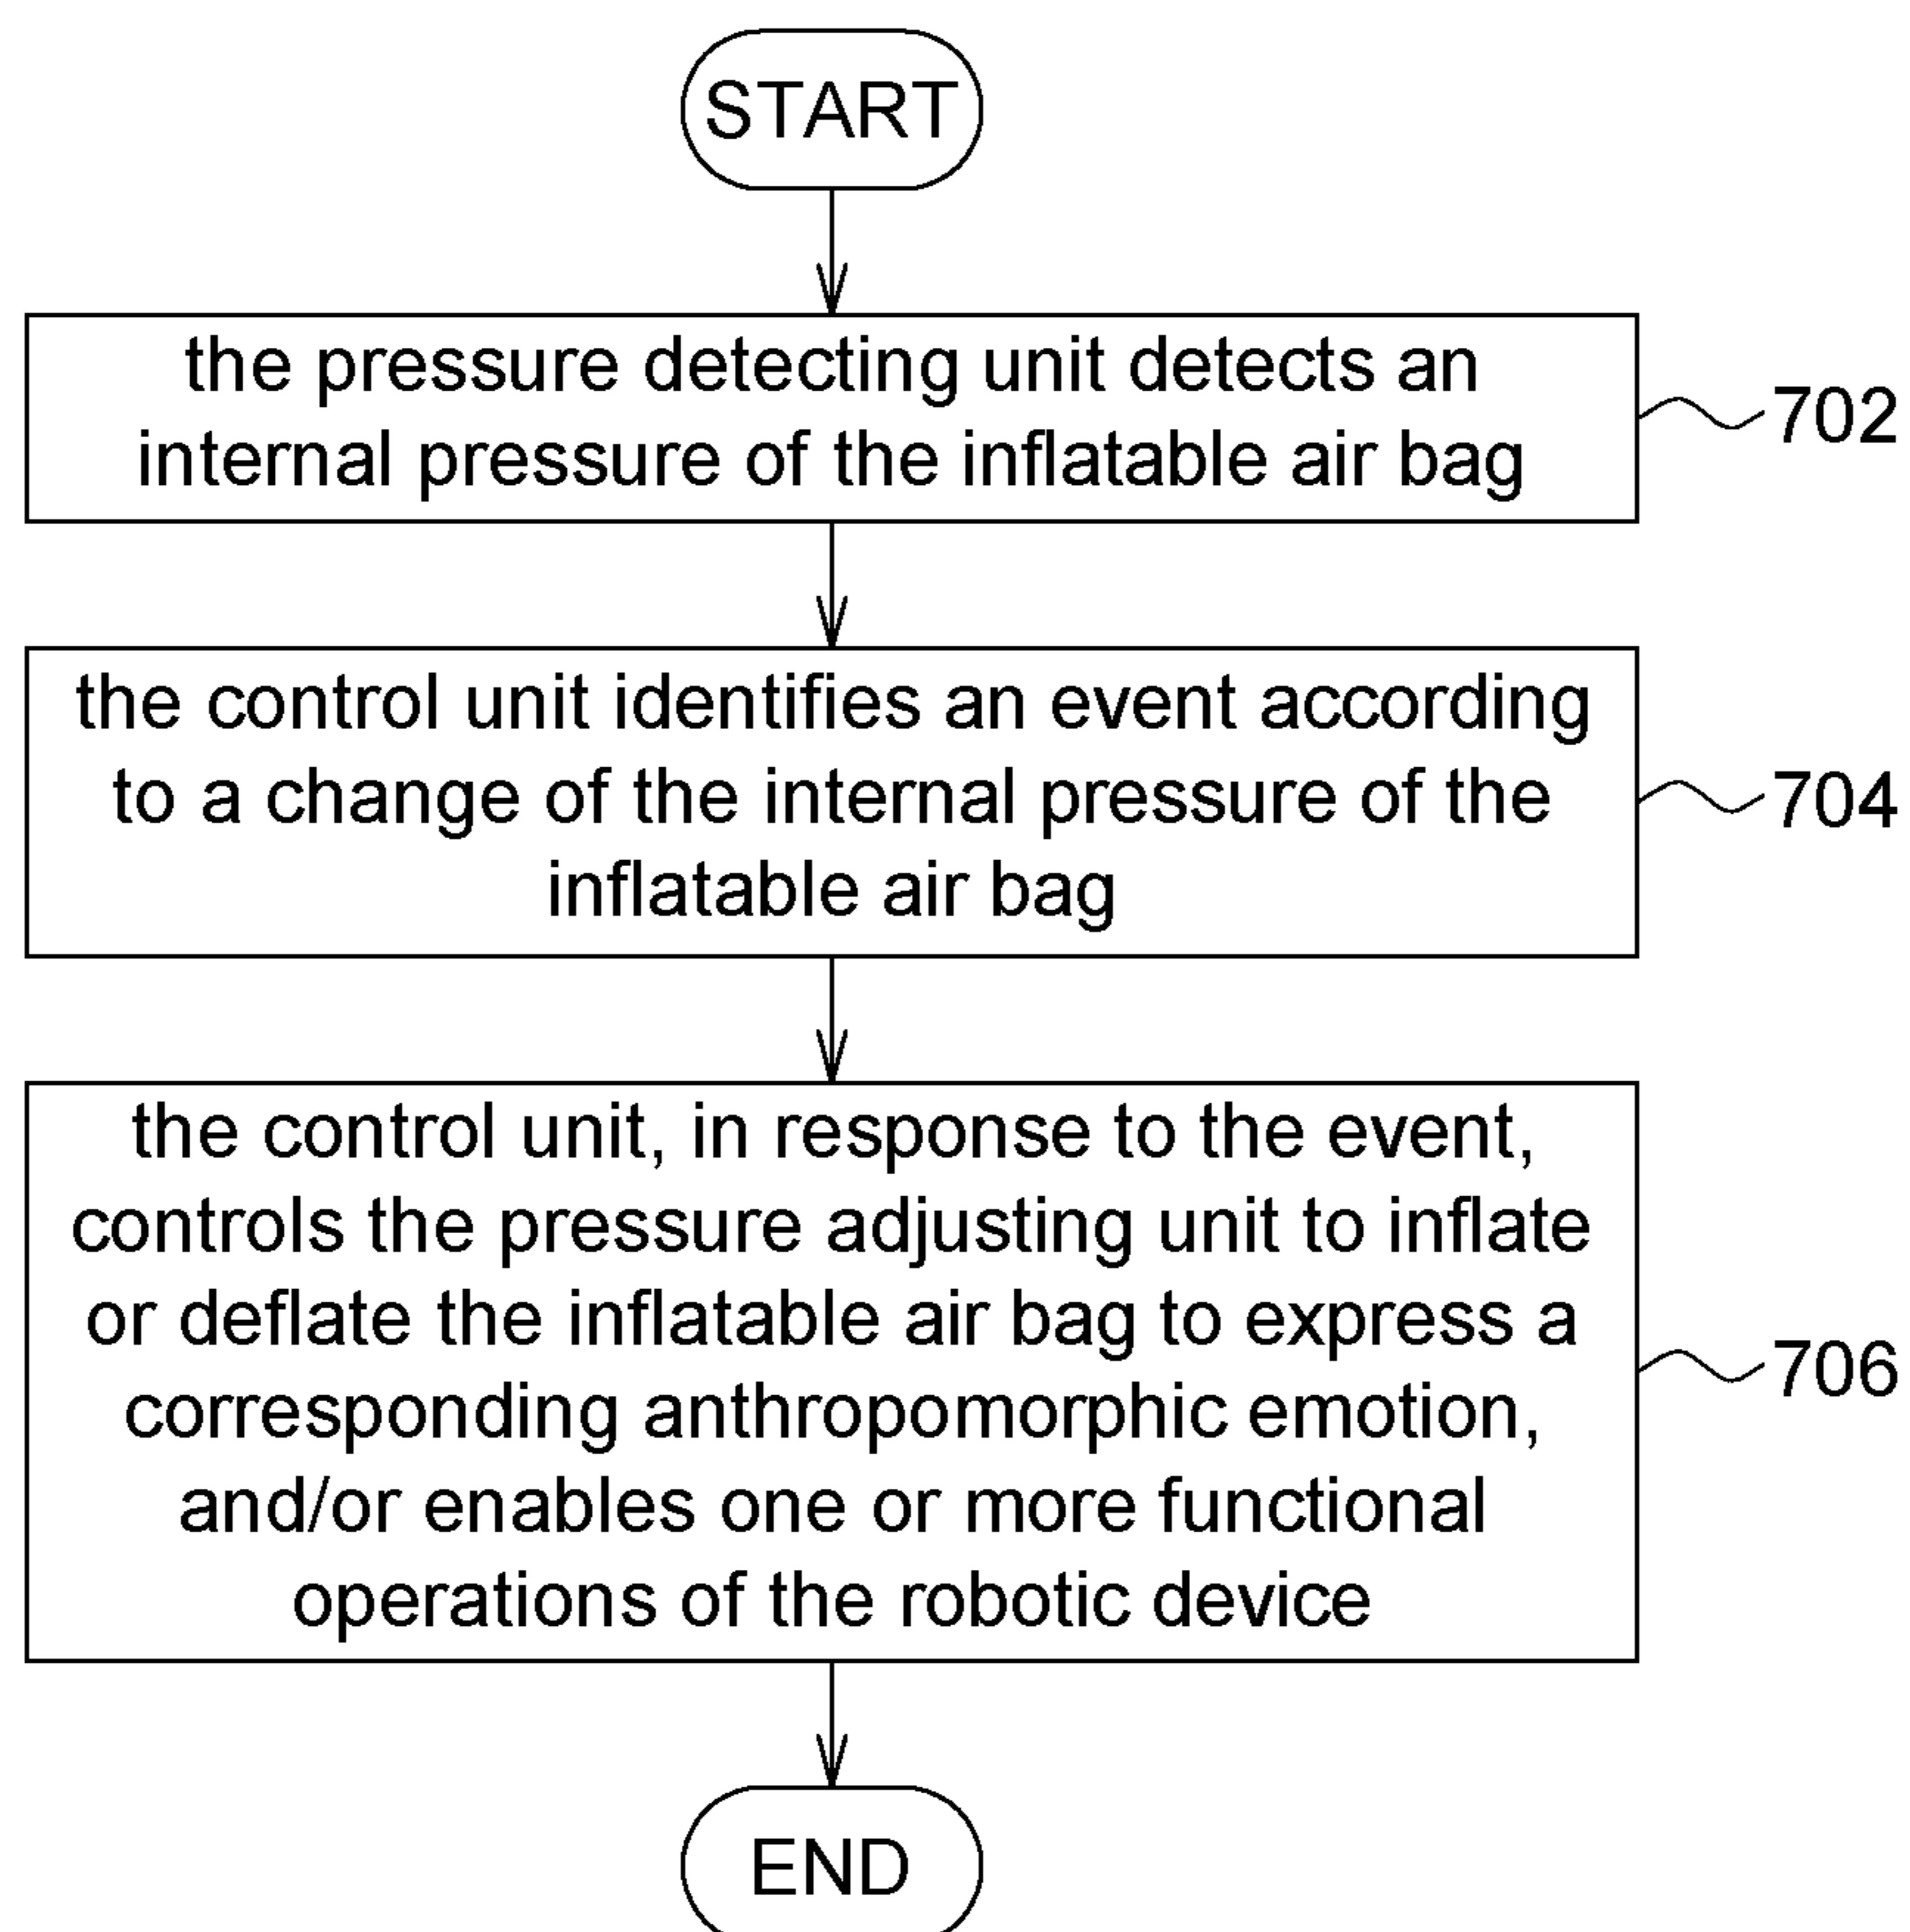 START
the pressure detecting unit detects an
internal pressure of the inflatable air bag
702
the control unit identifies an event according
to a change of the internal pressure of the
inflatable air bag
704
the control unit, in response to the event,
controls the pressure adjusting unit to inflate
or deflate the inflatable air bag to express a
corresponding anthropomorphic emotion,
and/or enables one or more functional
operations of the robotic device
706
END